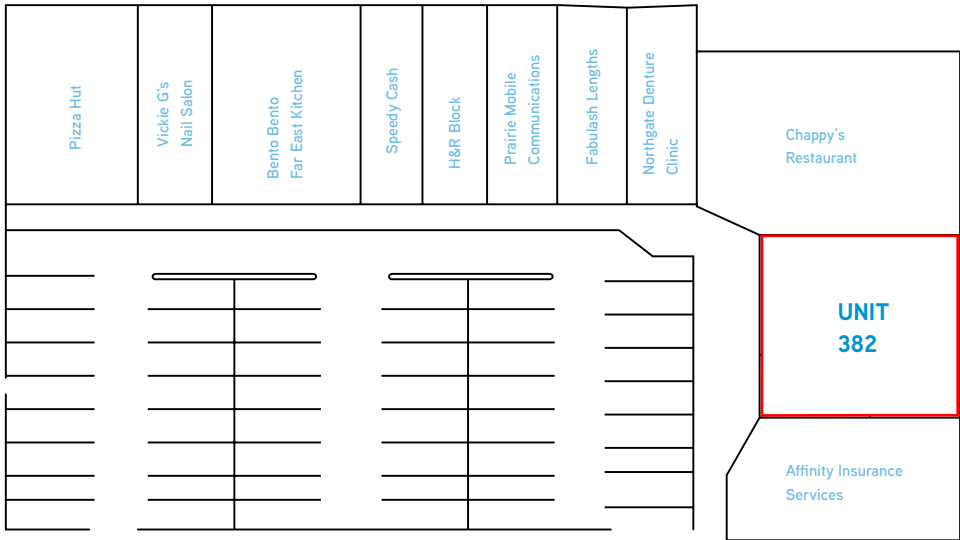 Pizza Hut
Vickie G's
Nail Salon
Bento Bento
Far East Kitchen
Speedy Cash
H&R Block
Prairie Mobile
Communications
Fabulash Lengths
Northgate Denture
Clinic
Chappy's
Restaurant
UNIT
382
Affinity Insurance
Services